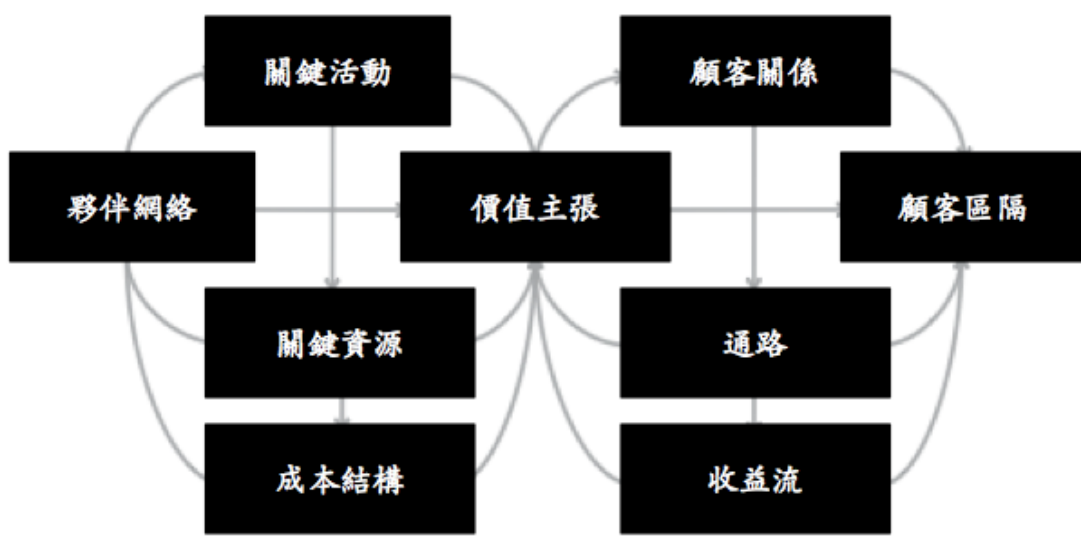 關鍵活動
顧客關係
夥伴網絡
價值主張
顧客區隔
關鍵資源
通路
成本結構
收益流